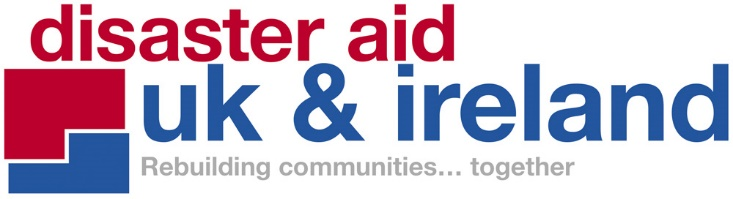 disaster aid
uk & ireland
Rebuilding communities... together